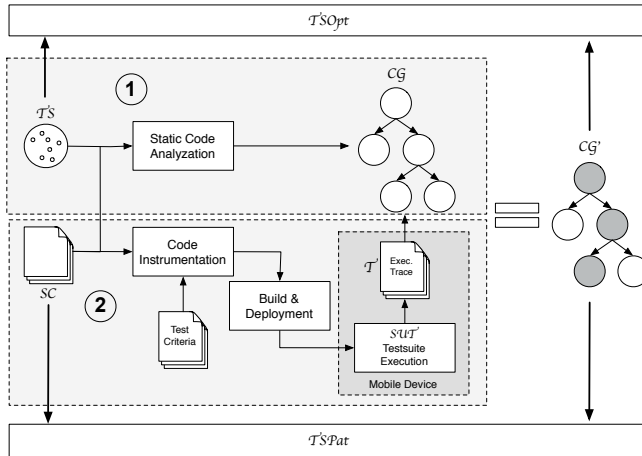 TSOpt
1
CG
TS
Static Code
Analyzation
CG'
SC
Code
Instrumentation
T
Exec.
Trace
2
Build &
Deployment
Test
Criteria
SUT
Testsuite
Execution
Mobile Device
TSPat